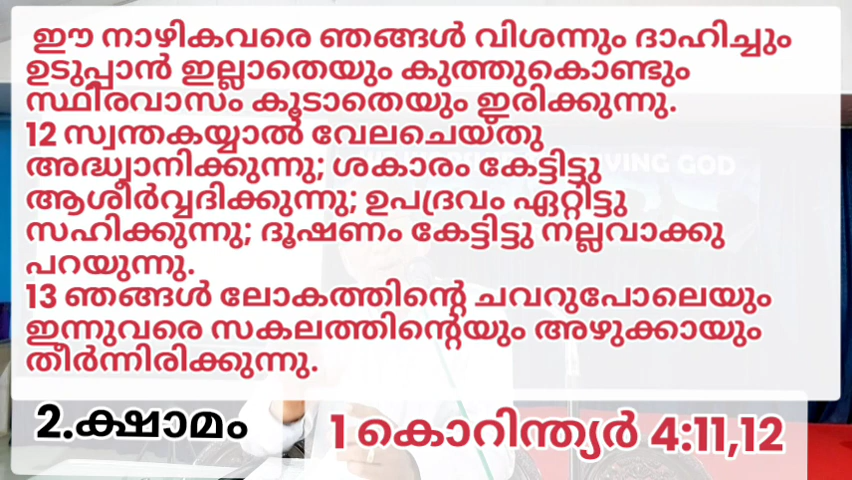 ഈ നാഴികവരെ ഞങ്ങൾ വിശന്നും ദാഹിച്ചും
ഉടുപ്പാൻ ഇല്ലാതെയും കുത്തുകൊണ്ടും
സ്ഥിരവാസം കൂടാതെയും ഇരിക്കുന്നു.
12 സ്വന്തകയ്യാൽ വേലചെയ്തു
അദ്ധ്വാനിക്കുന്നു; ശകാരം കേട്ടിട്ടു
ആശീർവ്വദിക്കുന്നു; ഉപദ്രവം ഏറ്റിട്ടു
സഹിക്കുന്നു; ദൂഷണം കേട്ടിട്ടു നല്ലവാക്കു
പറയുന്നു.
13 ഞങ്ങൾ ലോകത്തിന്റെ ചവറുപോലെയും
ഇന്നുവരെ സകലത്തിന്റെയും അഴുക്കായും
തീർന്നിരിക്കുന്നു.
2.ക്ഷാമം
1 കൊറിന്ത്യർ 4:11,12
GOD